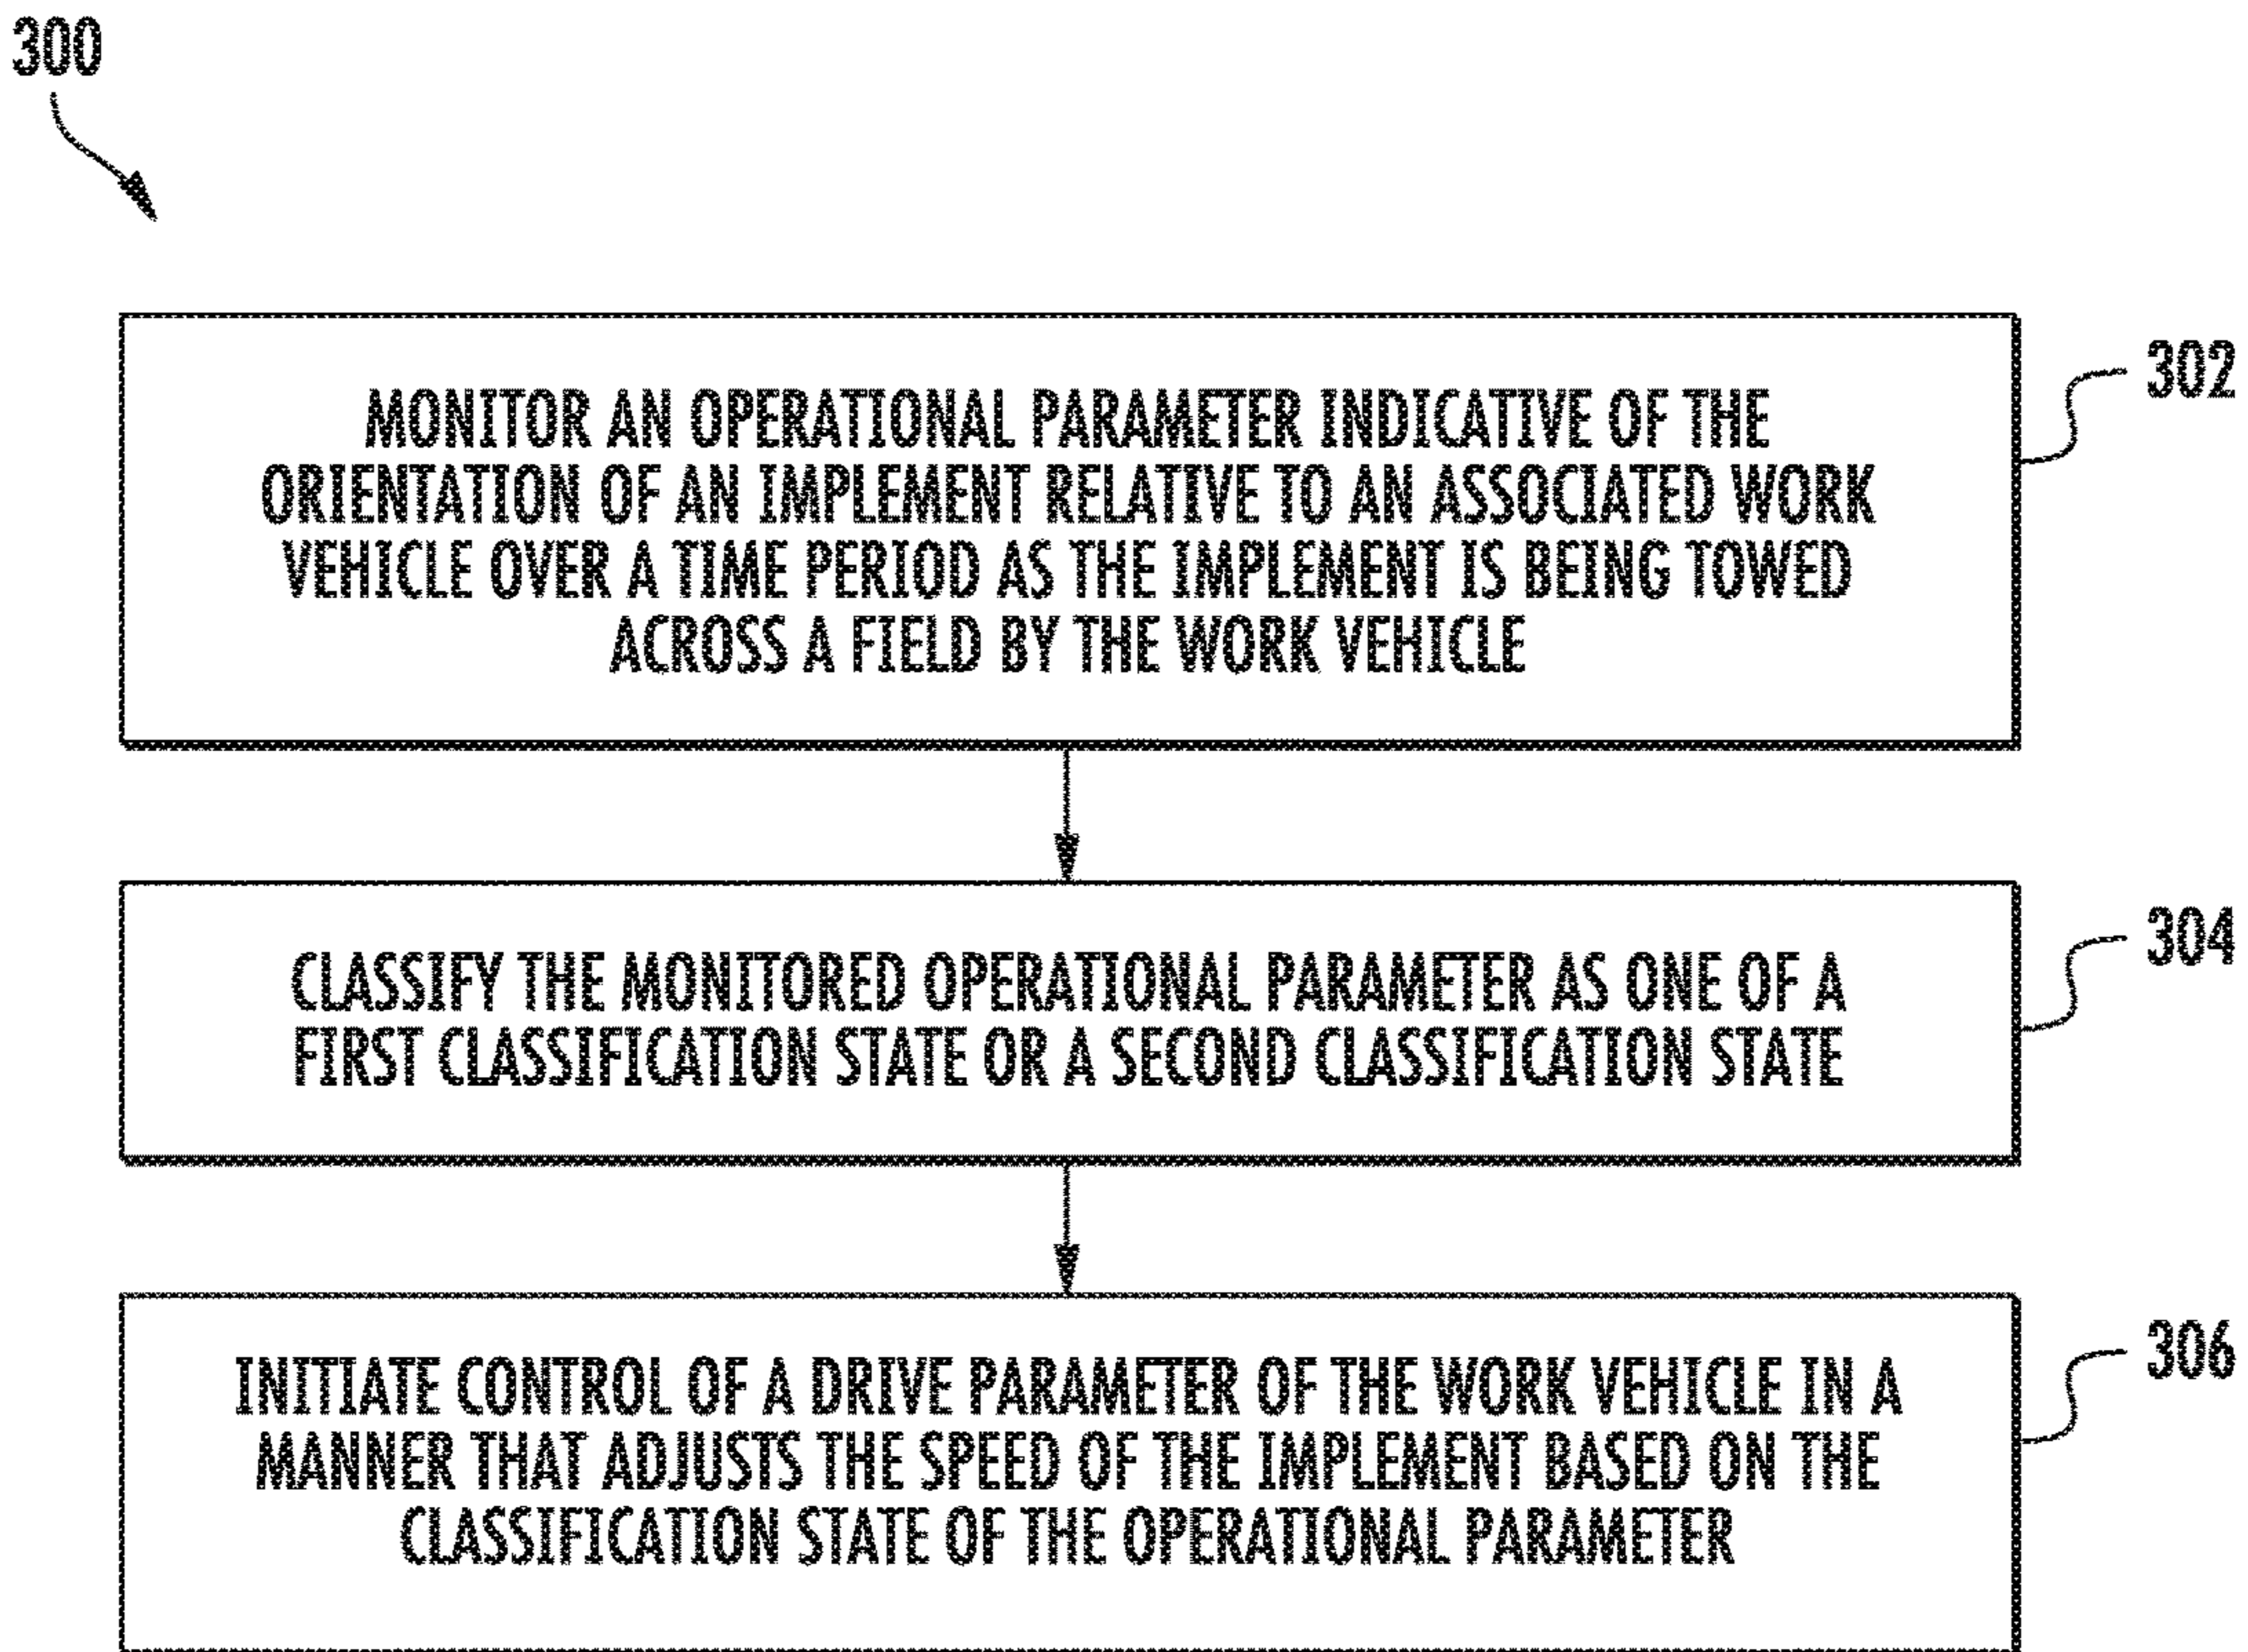 300
MONITOR AN OPERATIONAL PARAMETER INDICATIVE OF THE
ORIENTATION OF AN IMPLEMENT RELATIVE TO AN ASSOCIATED WORK
VEHICLE OVER A TIME PERIOD AS THE IMPLEMENT IS BEING TOWED
ACROSS A FIELD BY THE WORK VEHICLE
302
CLASSIFY THE MONITORED OPERATIONAL PARAMETER AS ONE OF A
FIRST CLASSIFICATION STATE OR A SECOND CLASSIFICATION STATE
304
INITIATE CONTROL OF A DRIVE PARAMETER OF THE WORK VEHICLE IN A
MANNER THAT ADJUSTS THE SPEED OF THE IMPLEMENT BASED ON THE
CLASSIFICATION STATE OF THE OPERATIONAL PARAMETER
306